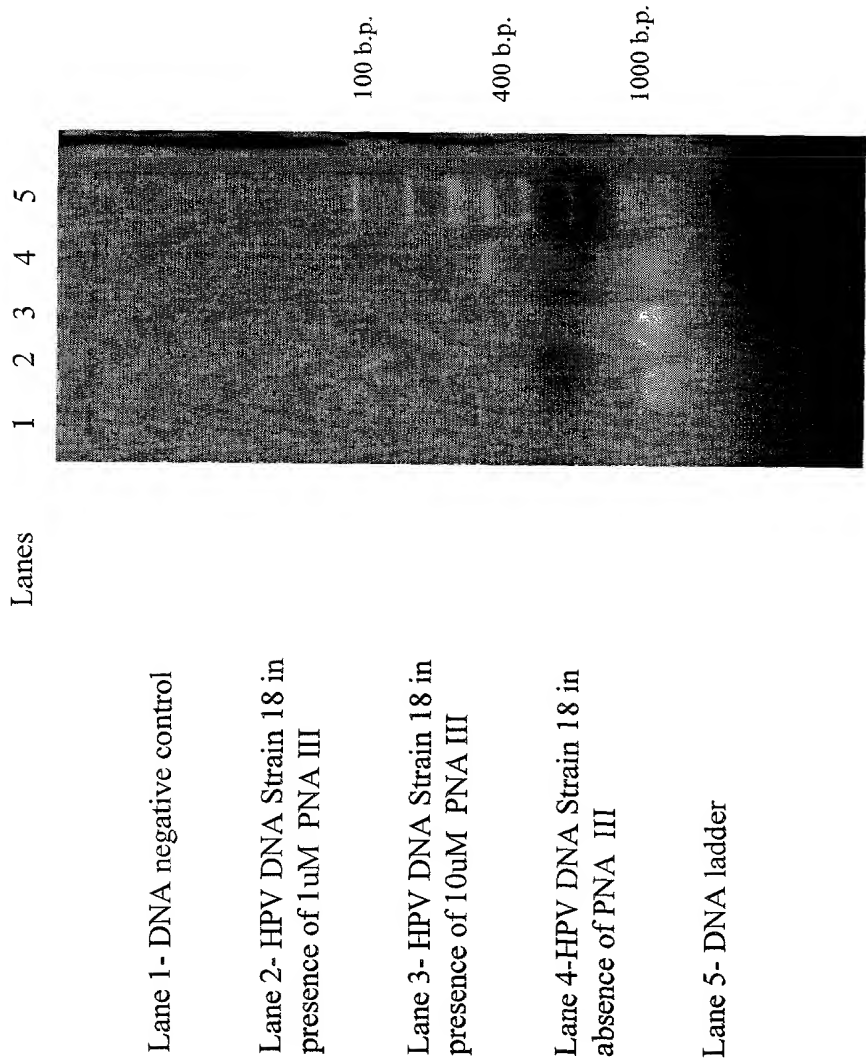 Lanes 1 2 3 4 5
Lane 1- DNA negative control
Lane 2- HPV DNA Strain 18 in
presence of 1uM PNA III
Lane 3- HPV DNA Strain 18 in
presence of 10uM PNA III
Lane 4-HPV DNA Strain 18 in
absence of PNA III
Lane 5- DNA ladder
100 b.p.
400 b.p.
1000 b.p.